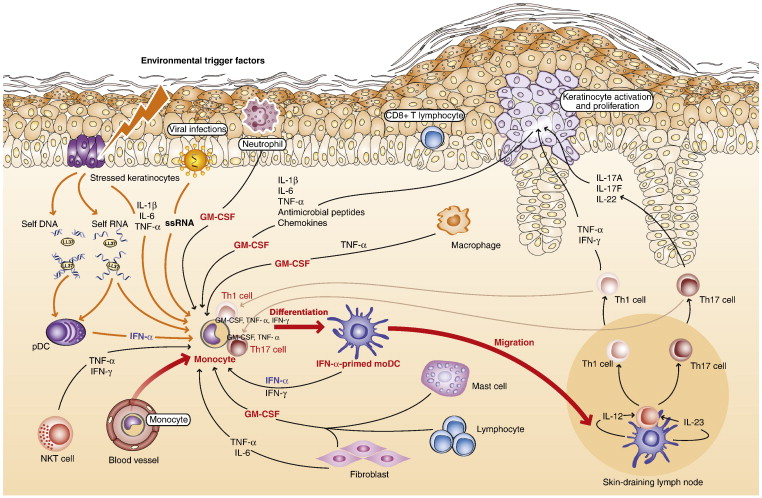 Environmental trigger factors
Viral infections
Neutrophil
CD8+ T lymphocyte
Keratinocyte activation
and proliferation
Stressed keratinocytes
Self DNA
Self RNA
LL37
LL37
LL37
LL37
IL-1β
IL-6
TNF-α
ssRNA
GM-CSF
IL-1β
IL-6
TNF-α
Antimicrobial peptides
Chemokines
GM-CSF
TNF-α
GM-CSF
Macrophage
IL-17A
IL-17F
IL-22
TNF-α
IFN-γ
Th1 cell
Th17 cell
pDC
IFN-α
TNF-α
IFN-γ
Th1 cell
GM-CSF, TNF-α, IFN-γ
GM-CSF, TNF-α
Th17 cell
Monocyte
Differentiation
IFN-α-primed moDC
Migration
IFN-α
IFN-γ
GM-CSF
TNF-α
IL-6
Mast cell
Lymphocyte
Fibroblast
NKT cell
Monocyte
Blood vessel
Th1 cell
Th17 cell
IL-12
IL-23
Skin-draining lymph node